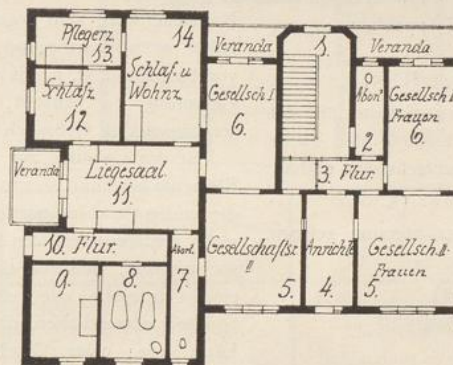 Pflegerz.
13.
14.
Schlaf. u
Wohnz
Schlafz
12.
Veranda
Liegesaal.
11.
10. Flur.
Abort.
9.
8.
7.
Veranda
1.
Veranda
Gesellsch. I
6.
Abort
2
Gesellsch. I
Frauen
6.
3. Flur.
Gesellschaftsz.
II
5.
Anrichte
4.
Gesellsch. II.
Frauen
5.